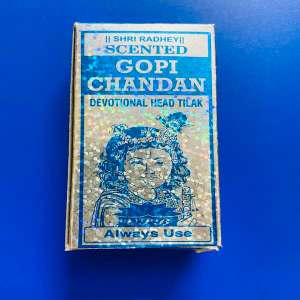 || SHRI RADHEY||
SCENTED
GOPI
CHANDAN
DEVOTIONAL HEAD TILAK
Always Use